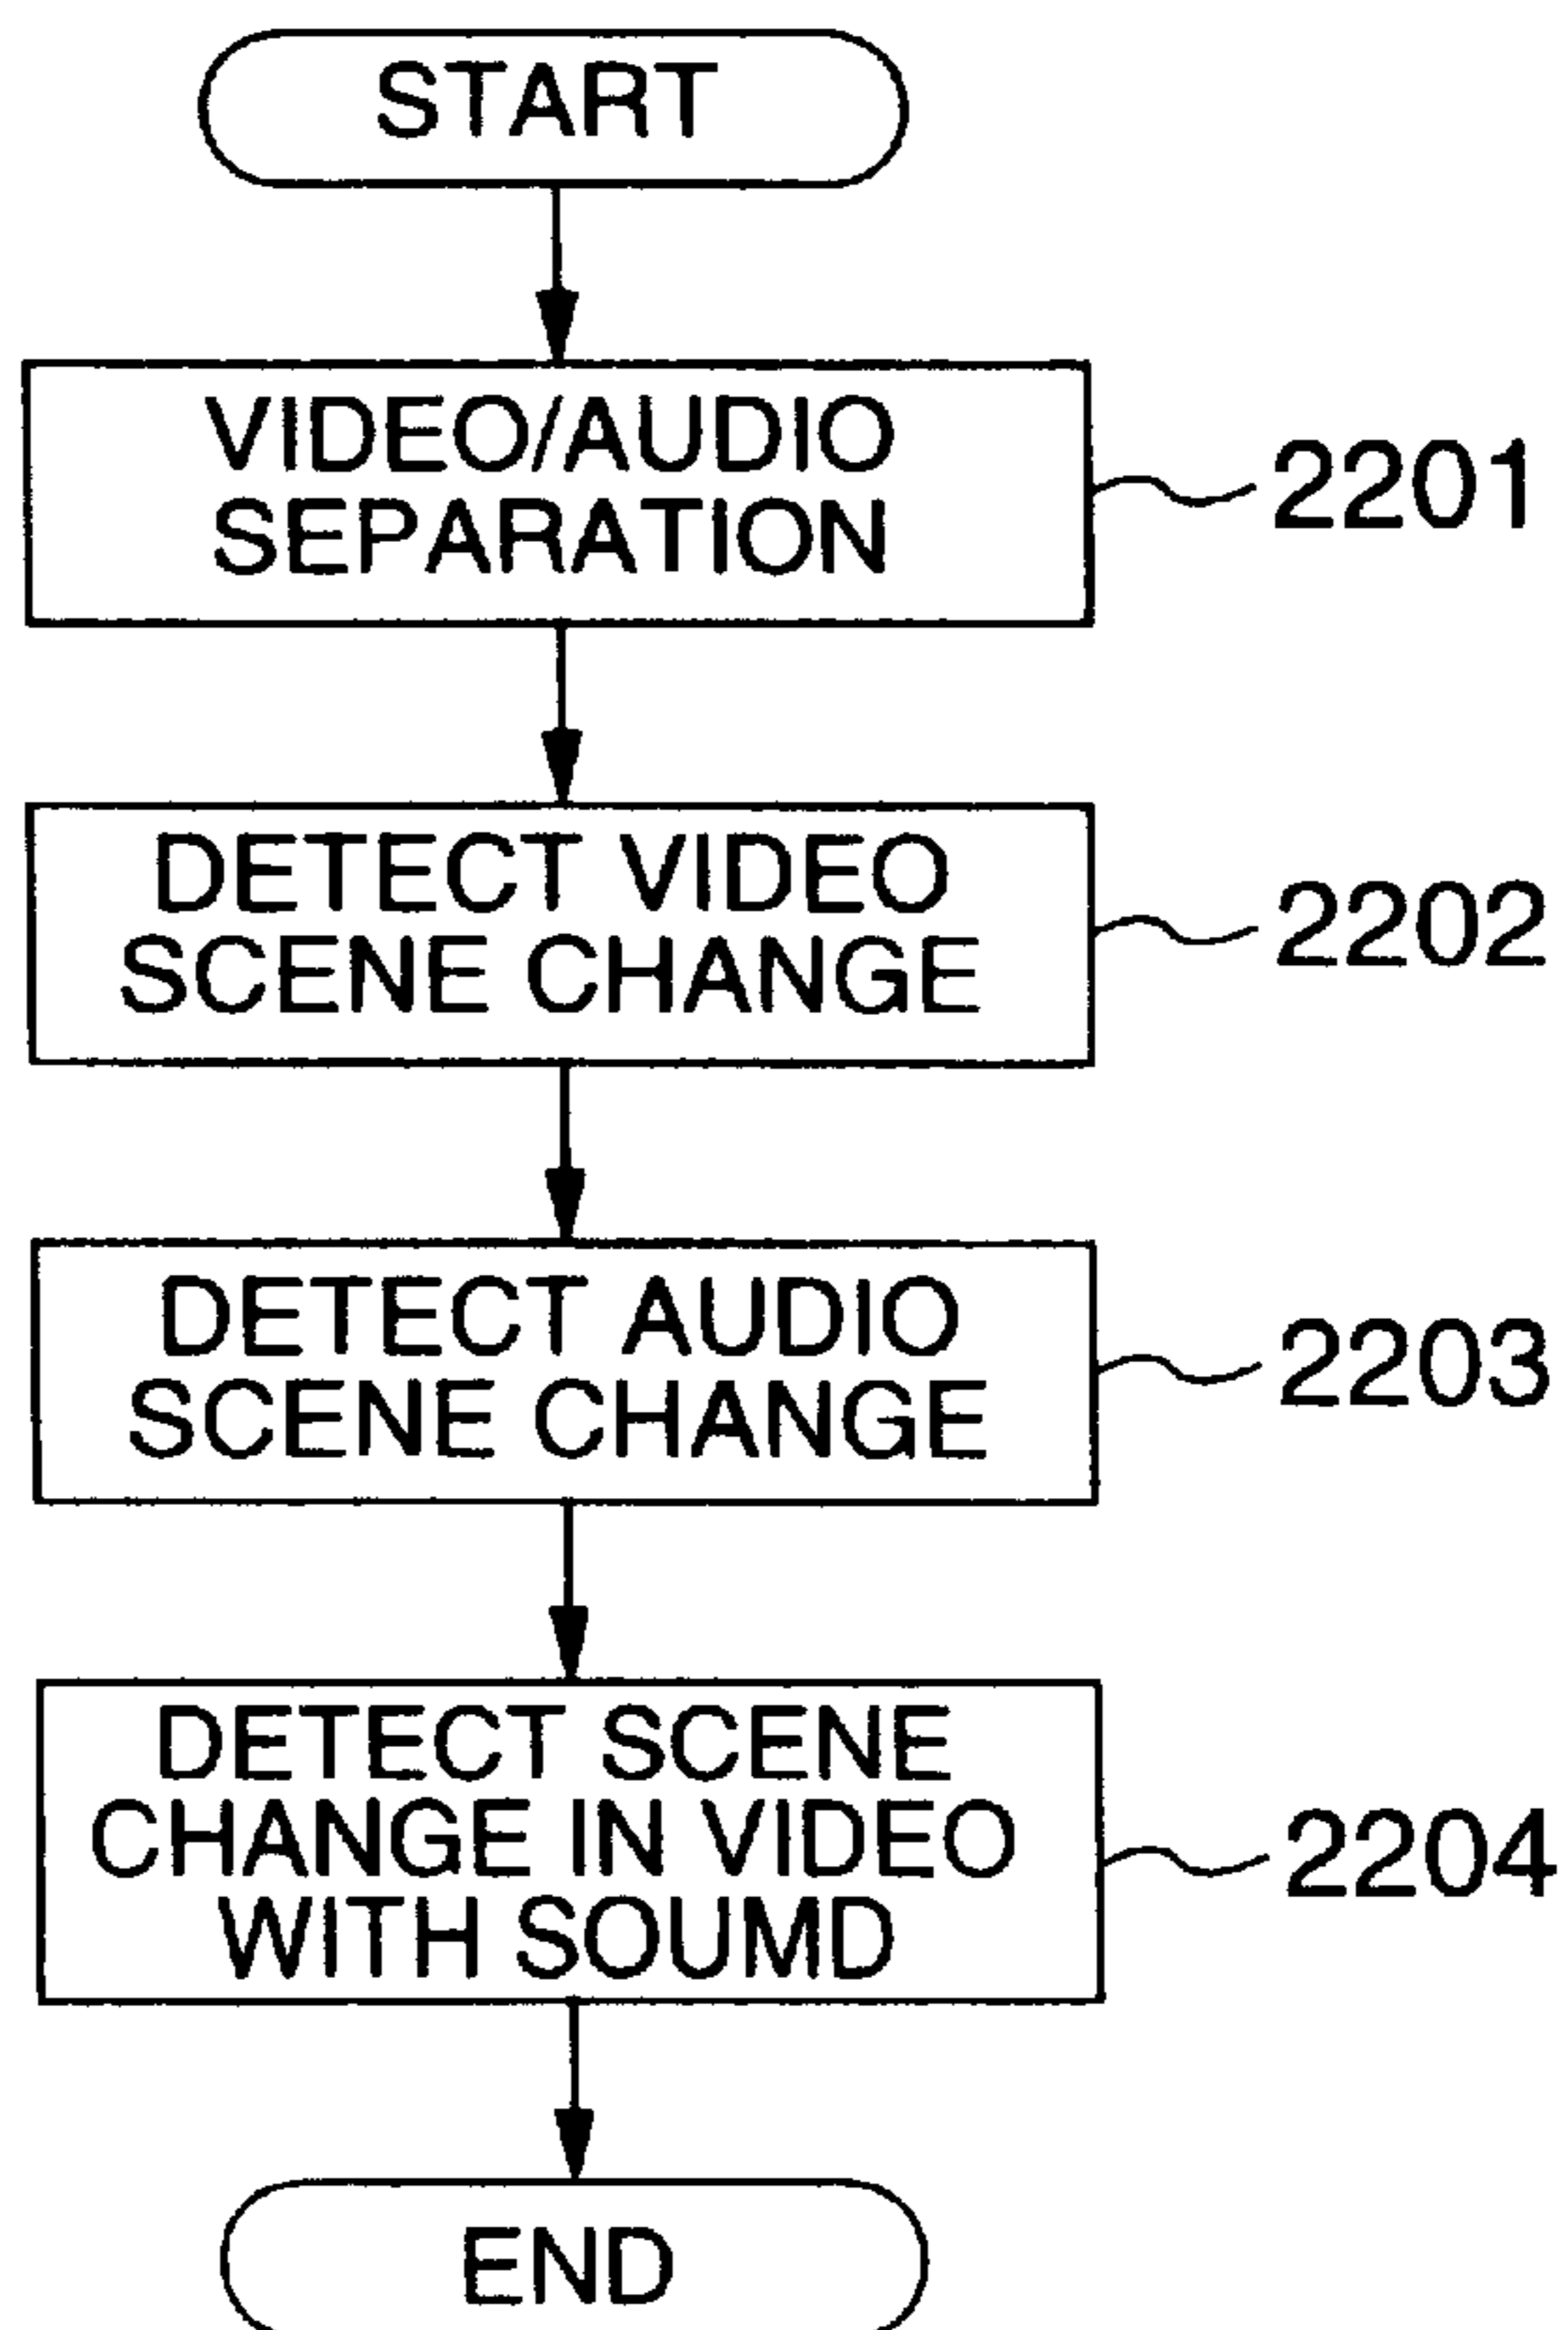 START
VIDEO/AUDIO
SEPARATION
2201
DETECT VIDEO
SCENE CHANGE
2202
DETECT AUDIO
SCENE CHANGE
2203
DETECT SCENE
CHANGE IN VIDEO
WITH SOUMD
2204
END